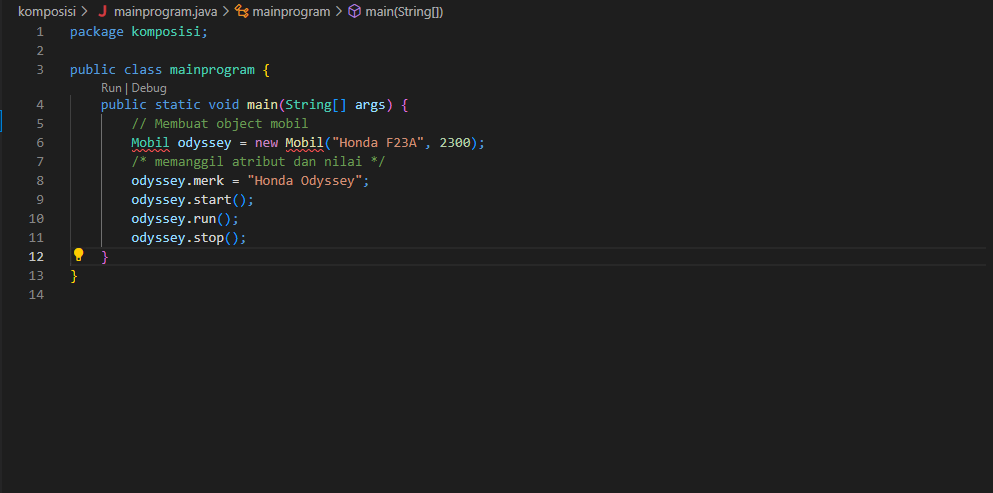 komposisi > J mainprogram.java > mainprogram > main(String[])
1 package komposisi;
2
3 public class mainprogram {
Run | Debug
4 public static void main(String[] args) {
5 // Membuat object mobil
6 Mobil odyssey = new Mobil("Honda F23A", 2300);
7 /* memanggil atribut dan nilai */
8 odyssey.merk = "Honda Odyssey";
9 odyssey.start();
10 odyssey.run();
11 odyssey.stop();
12 }
13 }
14